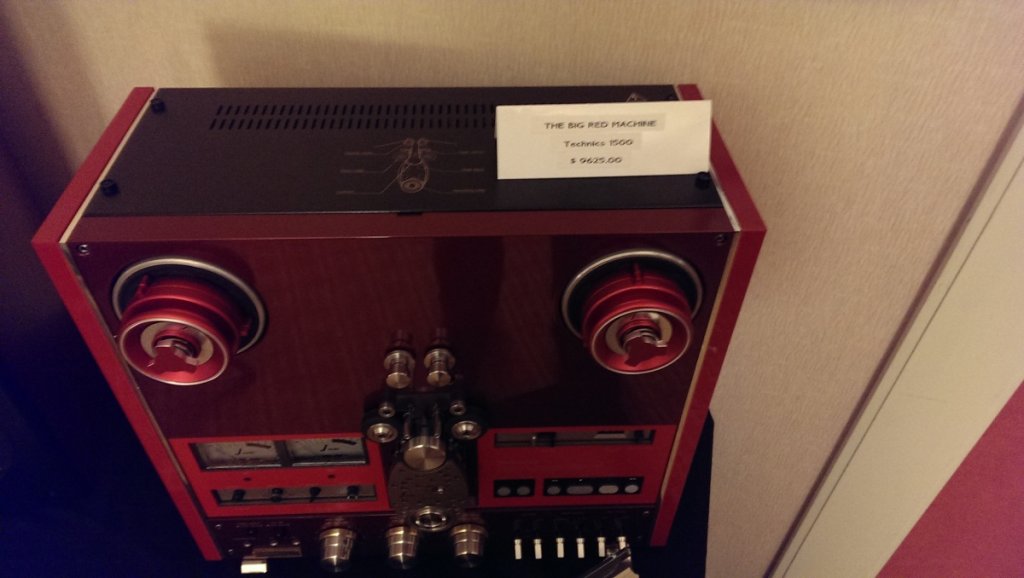 THE BIG RED MACHINE
Technics 1500
$ 9625.00